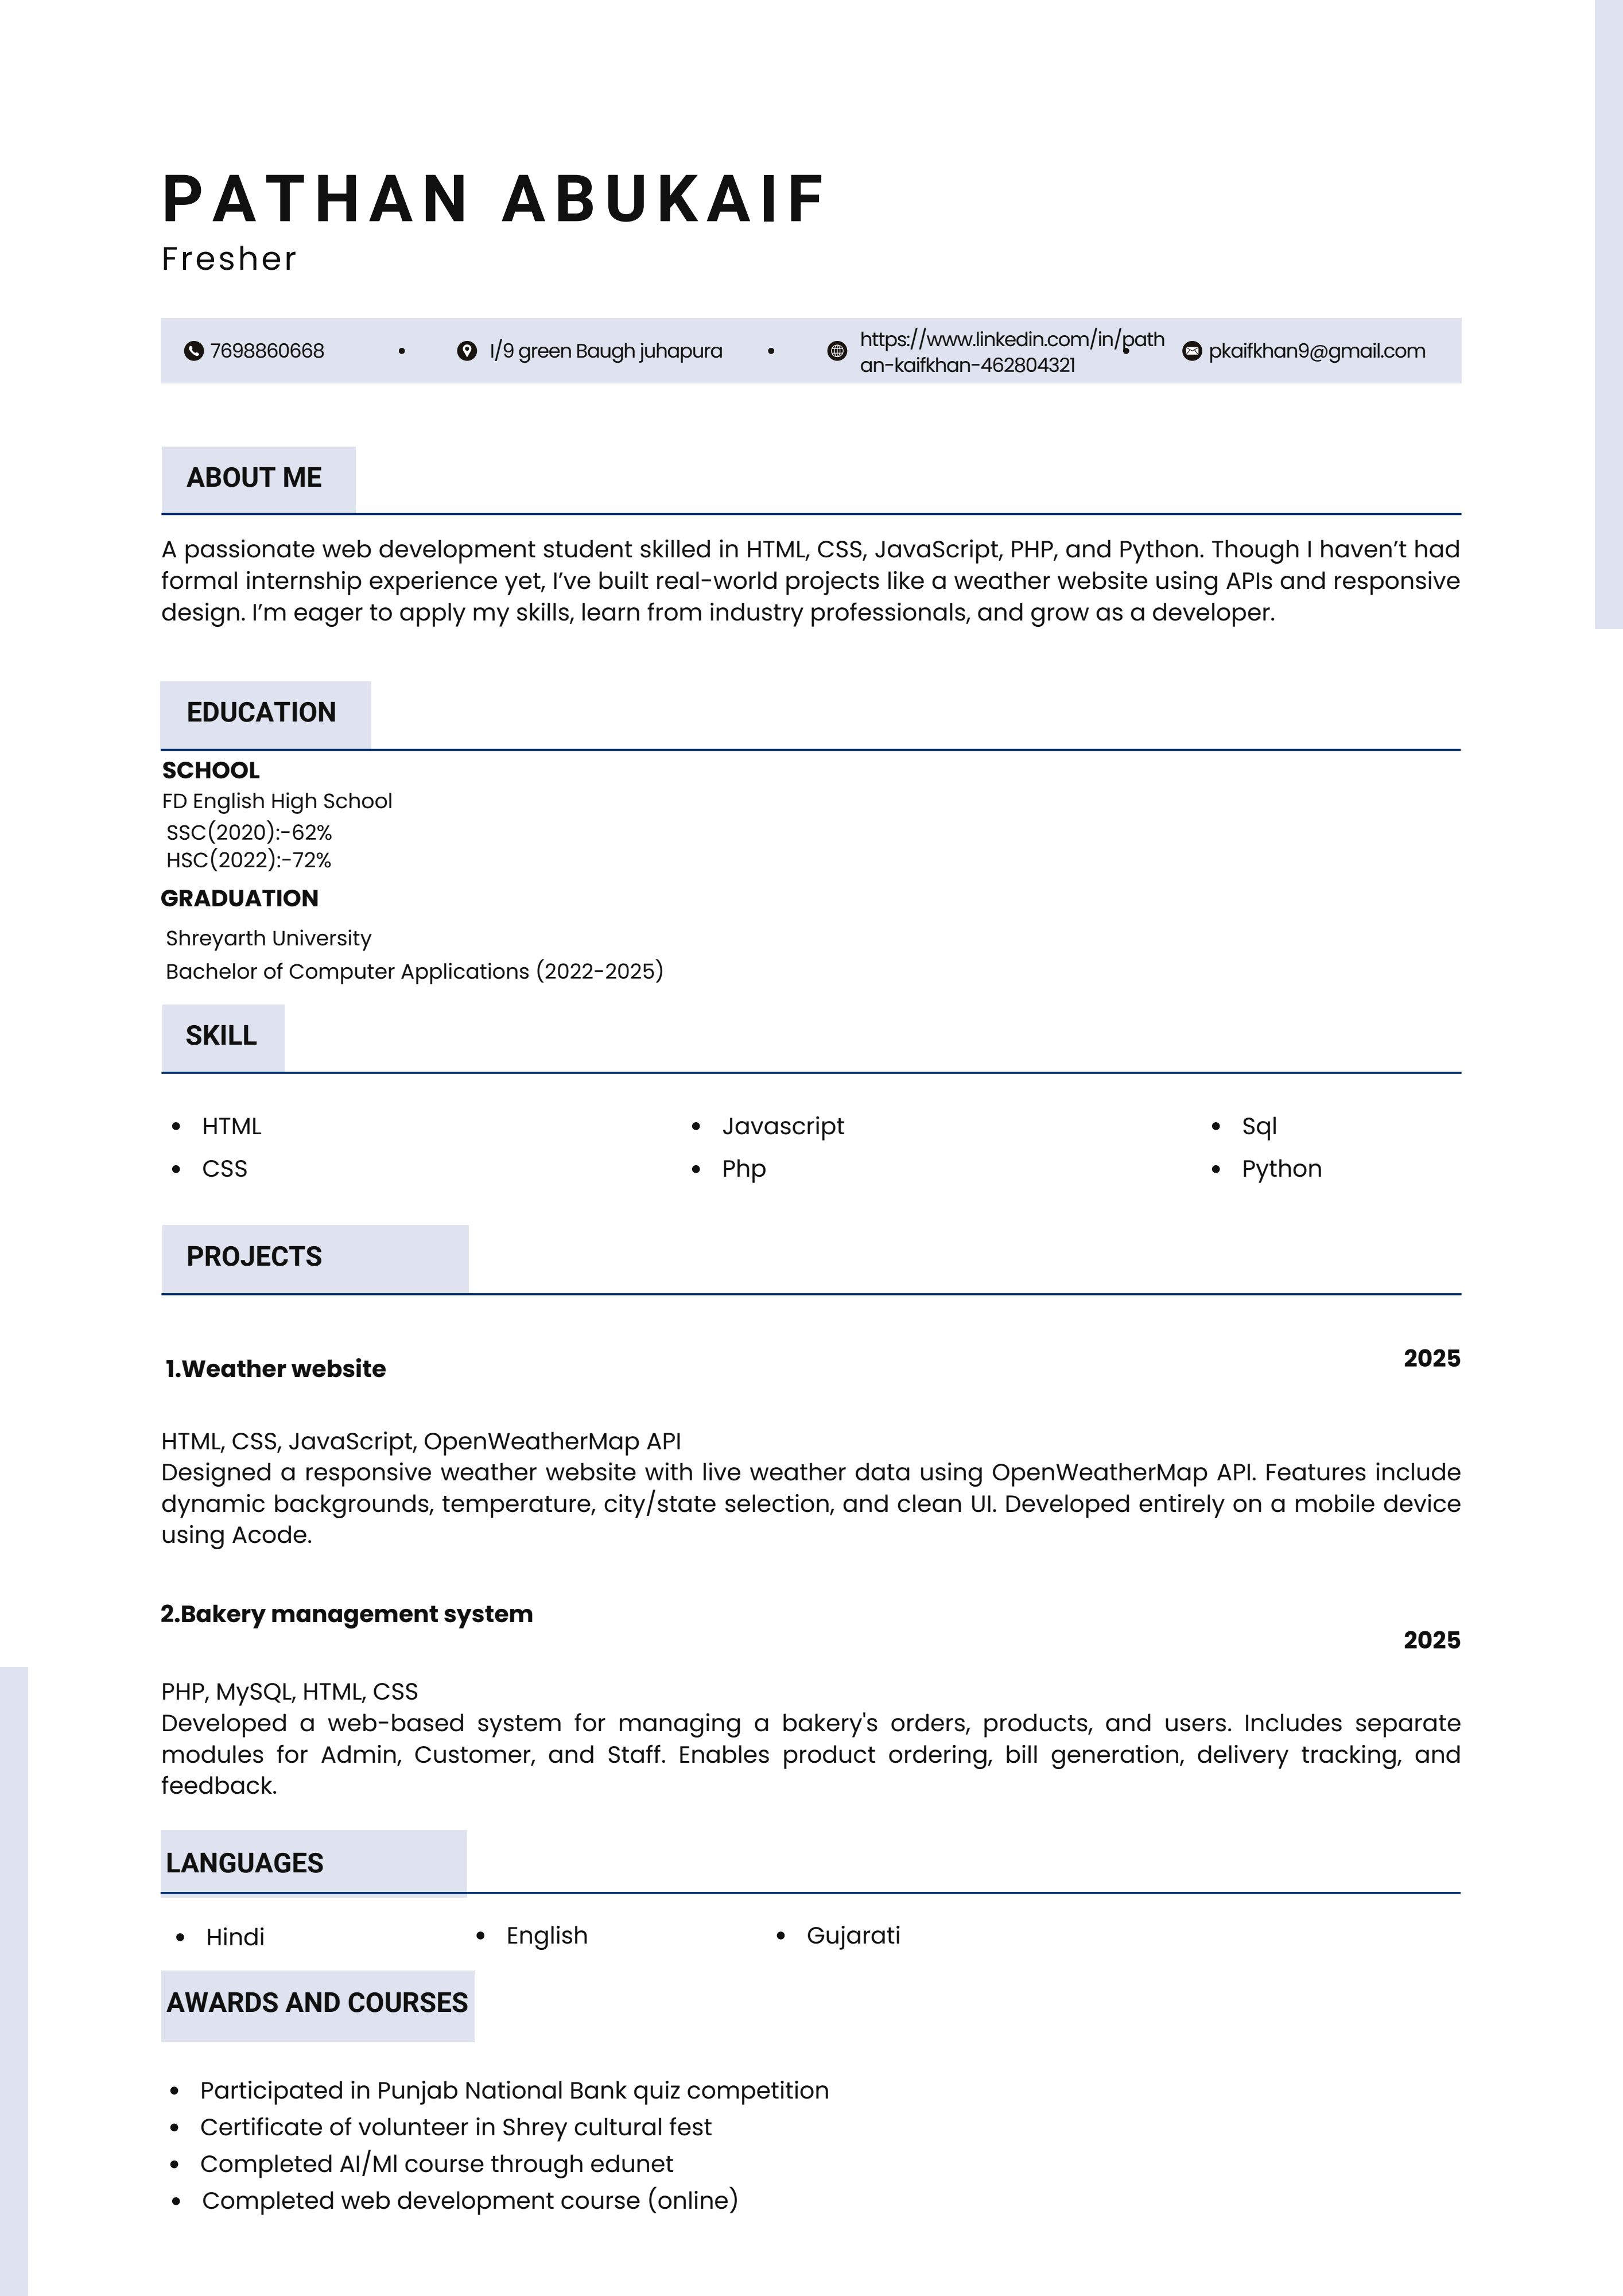 PATHAN ABUKAIF
Fresher
7698860668 • I/9 green Baugh juhapura • https://www.linkedin.com/in/path
an-kaifkhan-462804321 • pkaifkhan9@gmail.com
ABOUT ME
A passionate web development student skilled in HTML, CSS, JavaScript, PHP, and Python. Though I haven’t had
formal internship experience yet, I’ve built real-world projects like a weather website using APIs and responsive
design. I’m eager to apply my skills, learn from industry professionals, and grow as a developer.
EDUCATION
SCHOOL
FD English High School
SSC(2020):-62%
HSC(2022):-72%
GRADUATION
Shreyarth University
Bachelor of Computer Applications (2022-2025)
SKILL
• HTML
• CSS
• Javascript
• Php
• Sql
• Python
PROJECTS
1.Weather website
2025
HTML, CSS, JavaScript, OpenWeatherMap API
Designed a responsive weather website with live weather data using OpenWeatherMap API. Features include
dynamic backgrounds, temperature, city/state selection, and clean UI. Developed entirely on a mobile device
using Acode.
2.Bakery management system
2025
PHP, MySQL, HTML, CSS
Developed a web-based system for managing a bakery's orders, products, and users. Includes separate
modules for Admin, Customer, and Staff. Enables product ordering, bill generation, delivery tracking, and
feedback.
LANGUAGES
• Hindi
• English
• Gujarati
AWARDS AND COURSES
• Participated in Punjab National Bank quiz competition
• Certificate of volunteer in Shrey cultural fest
• Completed AI/Ml course through edunet
• Completed web development course (online)